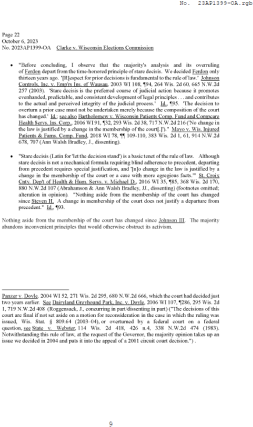 No. 23AP1399-OA.rgb
Page 22
October 6, 2023
No. 2023AP1399-OA Clarke v. Wisconsin Elections Commission
• "Before concluding, I observe that the majority's analysis and its overruling
of Ferdon depart from the time-honored principle of stare decisis. We decided Ferdon only
thirteen years ago. '[R]espect for prior decisions is fundamental to the rule of law.' Johnson
Controls, Inc. v. Emp'rs Ins. of Wausau, 2003 WI 108, ¶94, 264 Wis. 2d 60, 665 N.W.2d
257 (2003). 'Stare decisis is the preferred course of judicial action because it promotes
evenhanded, predictable, and consistent development of legal principles . . . and contributes
to the actual and perceived integrity of the judicial process.' Id., ¶95. 'The decision to
overturn a prior case must not be undertaken merely because the composition of the court
has changed.' Id.; see also Bartholomew v. Wisconsin Patients Comp. Fund and Compcare
Health Servs. Ins. Corp., 2006 WI 91, ¶32, 293 Wis. 2d 38, 717 N.W.2d 216 ('No change in
the law is justified by a change in the membership of the court[.]')." Mayo v. Wis. Injured
Patients & Fams. Comp. Fund, 2018 WI 78, ¶¶ 109-110, 383 Wis. 2d 1, 61, 914 N.W.2d
678, 707 (Ann Walsh Bradley, J., dissenting).
• "Stare decisis (Latin for 'let the decision stand') is a basic tenet of the rule of law. Although
stare decisis is not a mechanical formula requiring blind adherence to precedent, departing
from precedent requires special justification, and '[n]o change in the law is justified by a
change in the membership of the court or a case with more egregious facts.'" St. Croix
Cnty. Dep't of Health & Hum. Servs. v. Michael D., 2016 WI 35, ¶85, 368 Wis. 2d 170,
880 N.W.2d 107 (Abrahamson & Ann Walsh Bradley, JJ., dissenting) (footnotes omitted;
alteration in original). "Nothing aside from the membership of the court has changed
since Steven H. A change in membership of the court does not justify a departure from
precedent." Id., ¶93.
Nothing aside from the membership of the court has changed since Johnson III. The majority
abandons inconvenient principles that would otherwise obstruct its activism.
Panzer v. Doyle, 2004 WI 52, 271 Wis. 2d 295, 680 N.W.2d 666, which the court had decided just
two years earlier. See Dairyland Greyhound Park, Inc. v. Doyle, 2006 WI 107, ¶286, 295 Wis. 2d
1, 719 N.W.2d 408 (Roggensack, J., concurring in part dissenting in part) ("The decisions of this
court are final if not set aside on a motion for reconsideration in the case in which the ruling was
issued, Wis. Stat. § 809.64 (2003-04), or overturned by a federal court on a federal
question, see State v. Webster, 114 Wis. 2d 418, 426 n.4, 338 N.W.2d 474 (1983).
Notwithstanding this rule of law, at the request of the Governor, the majority opinion takes up an
issue we decided in 2004 and puts it into the appeal of a 2001 circuit court decision.").
9